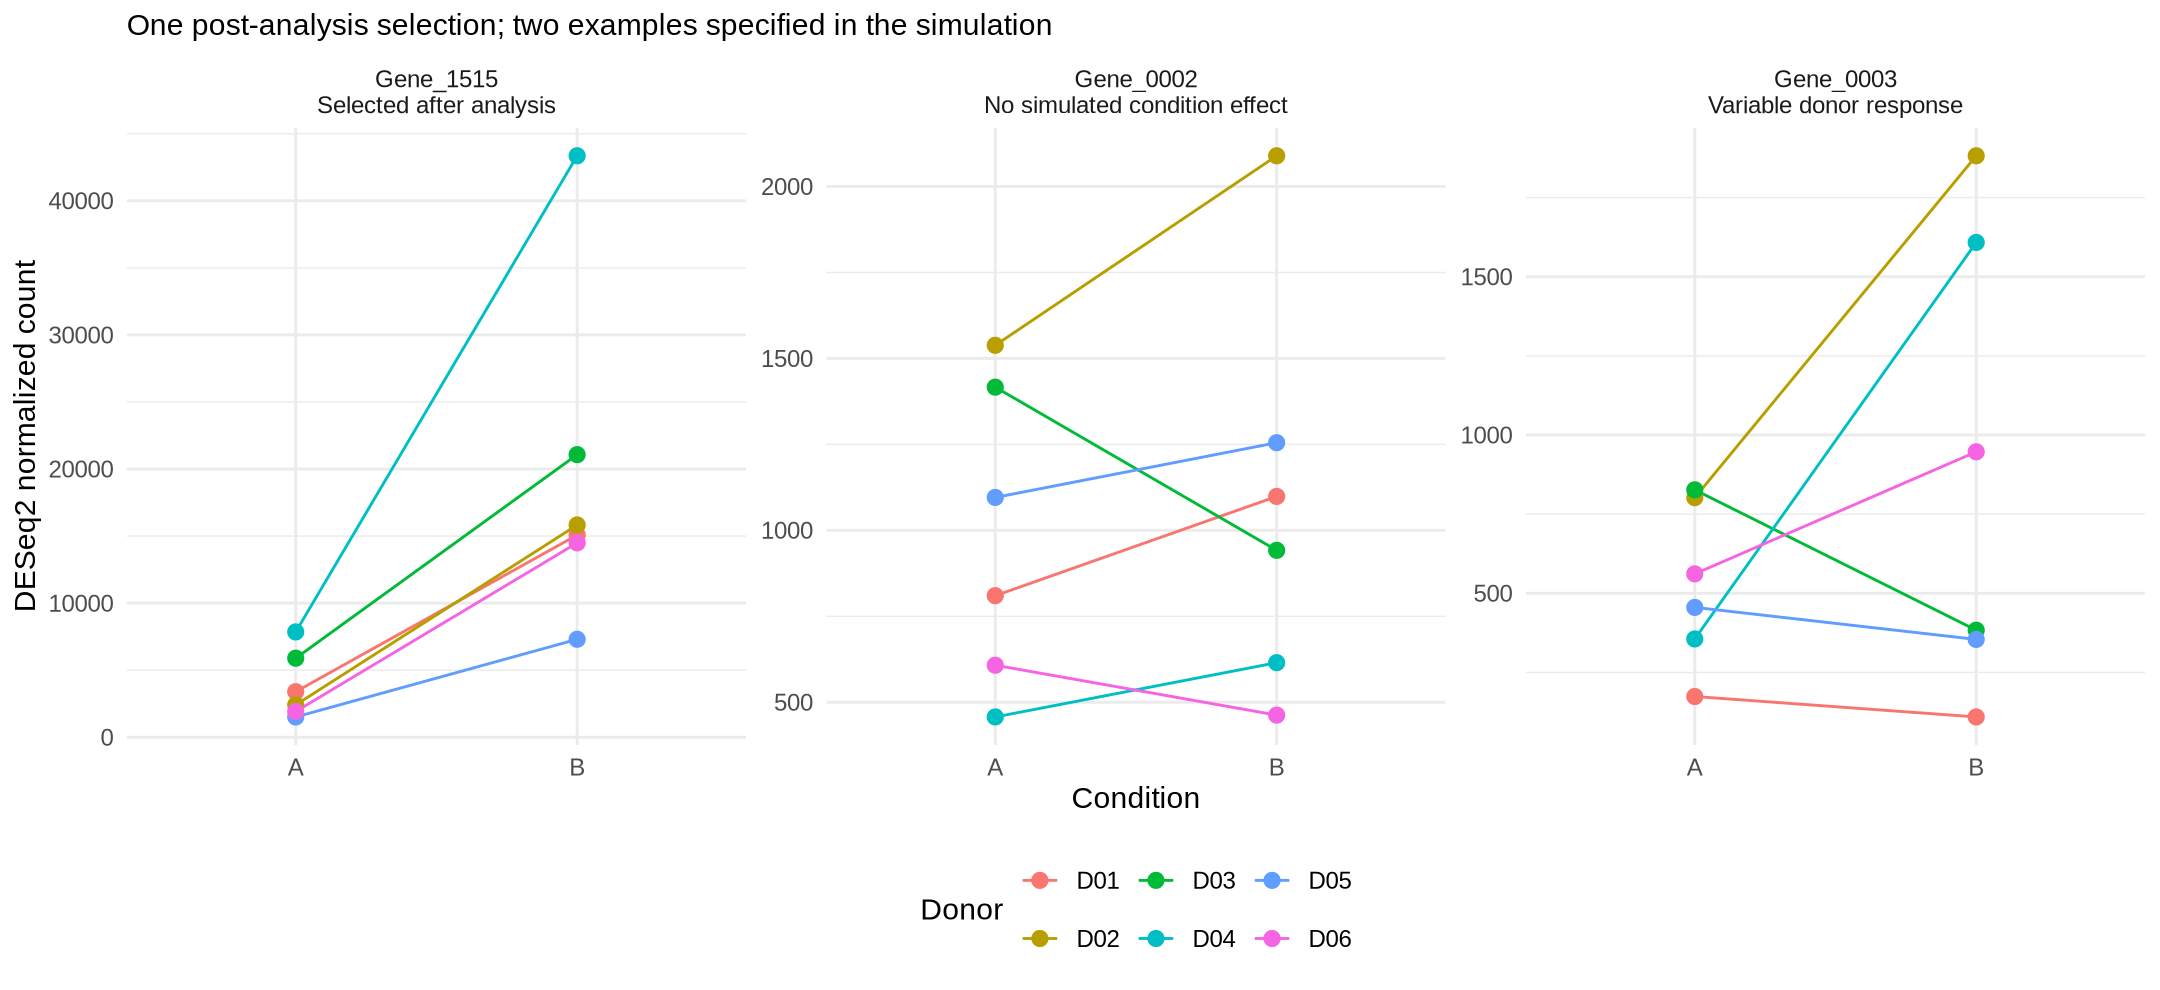 One post-analysis selection; two examples specified in the simulation
Gene_1515
Selected after analysis
Gene_0002
No simulated condition effect
Gene_0003
Variable donor response
DESeq2 normalized count
40000
30000
20000
10000
0
2000
1500
1000
500
1500
1000
500
A
B
A
B
A
B
Condition
Donor
D01
D03
D05
D02
D04
D06